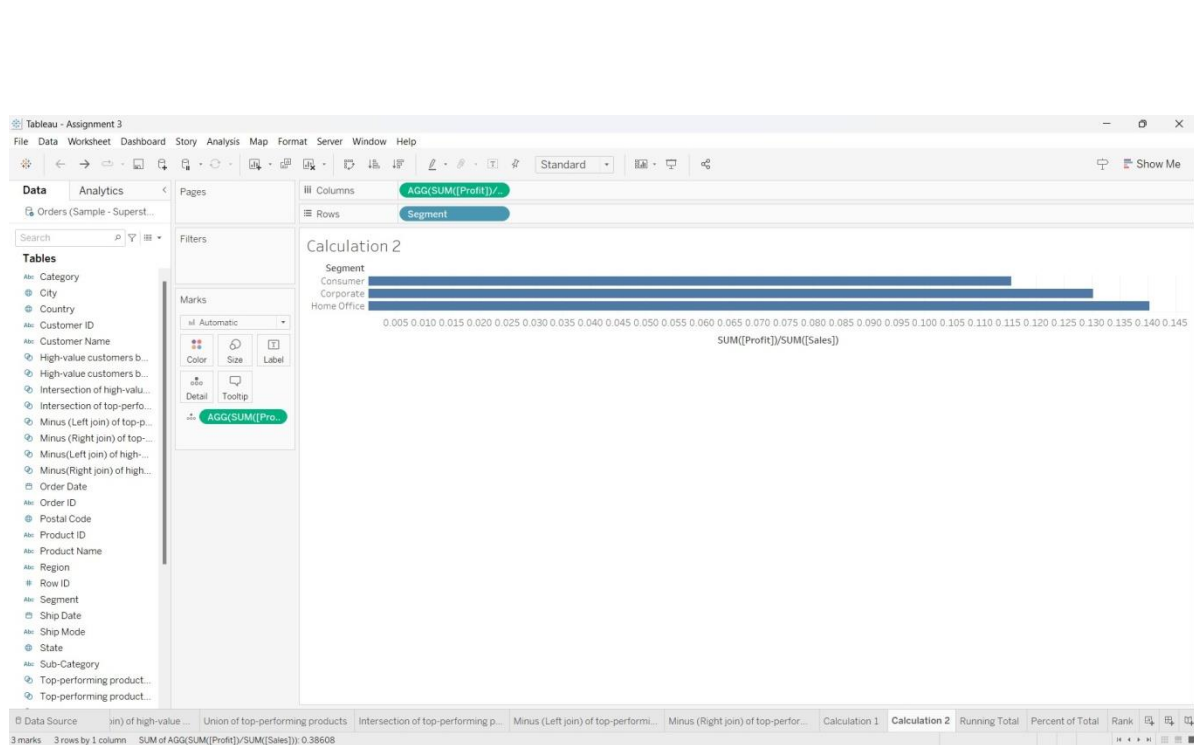 Tableau - Assignment 3
File Data Worksheet Dashboard Story Analysis Map Format Server Window Help
Standard
Show Me
Data Analytics
Pages
Columns AGG(SUM([Profit])/..
Orders (Sample - Superst...
Rows Segment
Search
Filters
Calculation 2
Tables
Segment
Category
Consumer
City
Corporate
Country
Home Office
Marks
Customer ID
0.005 0.010 0.015 0.020 0.025 0.030 0.035 0.040 0.045 0.050 0.055 0.060 0.065 0.070 0.075 0.080 0.085 0.090 0.095 0.100 0.105 0.110 0.115 0.120 0.125 0.130 0.135 0.140 0.145
Automatic
Customer Name
SUM([Profit])/SUM([Sales])
High-value customers b...
Color Size Label
High-value customers b...
Intersection of high-valu...
Detail Tooltip
Intersection of top-perfo...
AGG(SUM([Pro..
Minus (Left join) of top-p...
Minus (Right join) of top-...
Minus(Left join) of high-...
Minus(Right join) of high...
Order Date
Abc Order ID
Postal Code
Abc Product ID
Abc Product Name
Abc Region
# Row ID
Abc Segment
Ship Date
Abc Ship Mode
State
Abc Sub-Category
Top-performing product...
Top-performing product...
Data Source oin) of high-value ... Union of top-performing products Intersection of top-performing p... Minus (Left join) of top-performi... Minus (Right join) of top-perfor... Calculation 1 Calculation 2 Running Total Percent of Total Rank
3 marks 3 rows by 1 column SUM of AGG(SUM([Profit])/SUM([Sales])): 0.38608